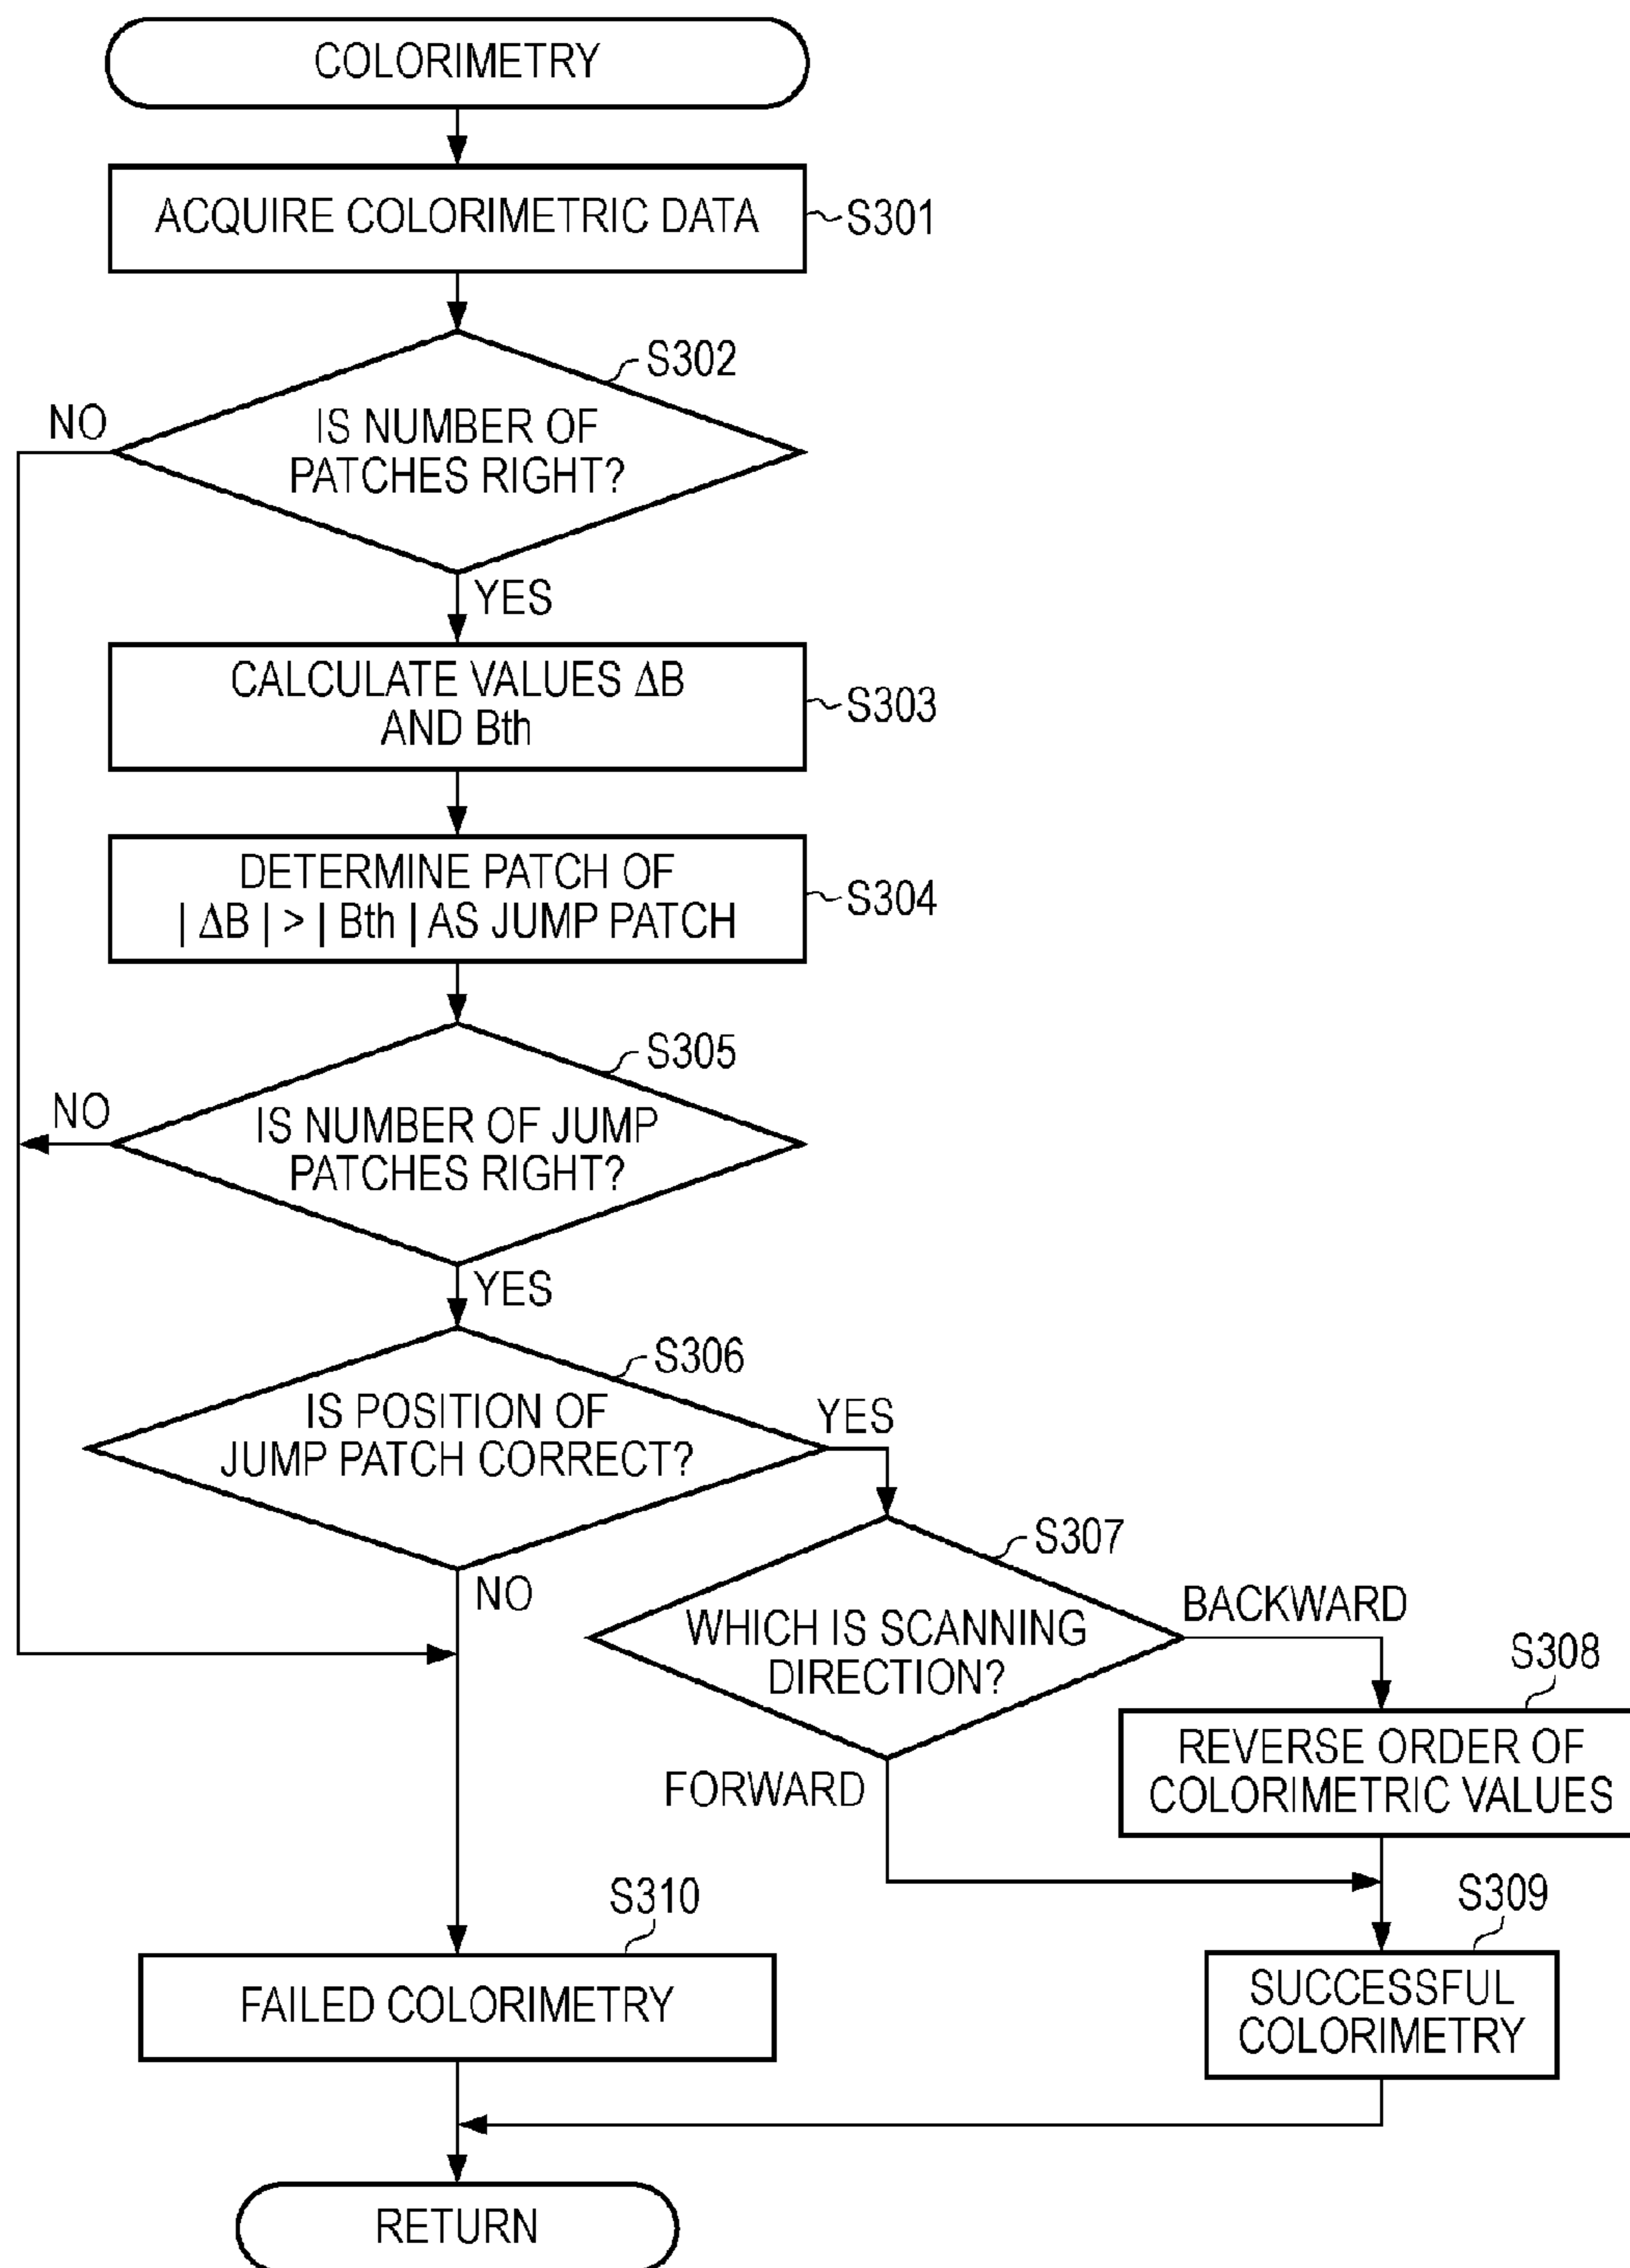 COLORIMETRY
ACQUIRE COLORIMETRIC DATA
S301
S302
NO
IS NUMBER OF
PATCHES RIGHT?
YES
CALCULATE VALUES ΔB
AND Bth
S303
DETERMINE PATCH OF
| ΔB | > | Bth | AS JUMP PATCH
S304
S305
NO
IS NUMBER OF JUMP
PATCHES RIGHT?
YES
S306
IS POSITION OF
JUMP PATCH CORRECT?
YES
NO
S307
WHICH IS SCANNING
DIRECTION?
BACKWARD
FORWARD
S308
REVERSE ORDER OF
COLORIMETRIC VALUES
S310
FAILED COLORIMETRY
S309
SUCCESSFUL
COLORIMETRY
RETURN